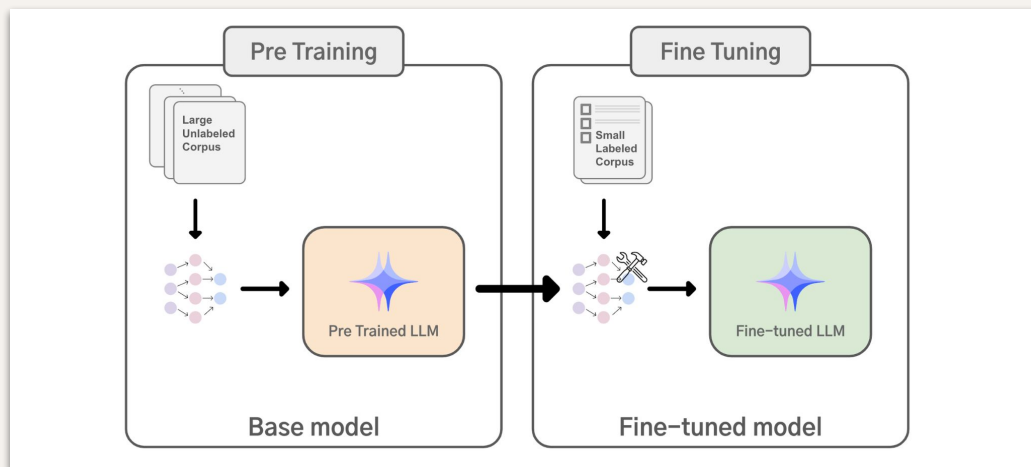 Pre Training
Fine Tuning
Large
Unlabeled
Corpus
Small
Labeled
Corpus
Pre Trained LLM
Fine-tuned LLM
Base model
Fine-tuned model